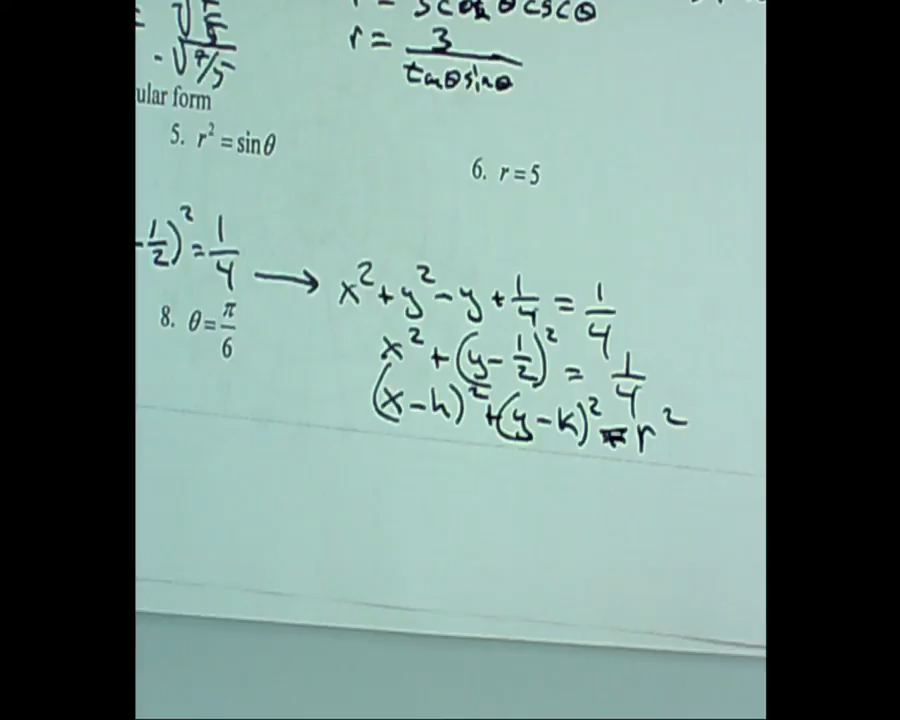 r = 3
tanθsinθ
ular form
5. r² = sinθ
6. r = 5
-1/2)² = 1/4 → x² + y² - y + 1/4 = 1/4
8. θ = π/6
x² + (y - 1/2)² = 1/4
(x - h)² + (y - k)² = r²